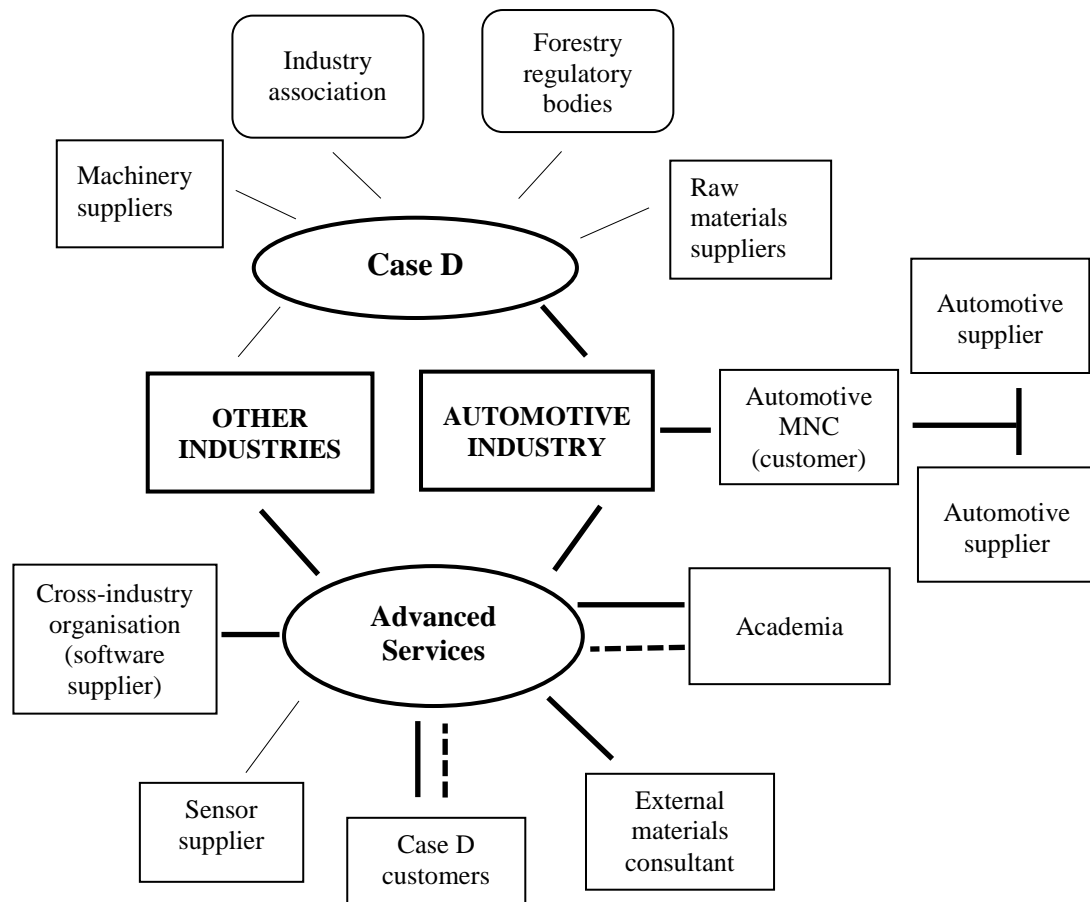 Industry
association
Forestry
regulatory
bodies
Machinery
suppliers
Raw
materials
suppliers
Case D
Automotive
supplier
OTHER
INDUSTRIES
AUTOMOTIVE
INDUSTRY
Automotive
MNC
(customer)
Automotive
supplier
Cross-industry
organisation
(software
supplier)
Advanced
Services
Academia
Sensor
supplier
Case D
customers
External
materials
consultant